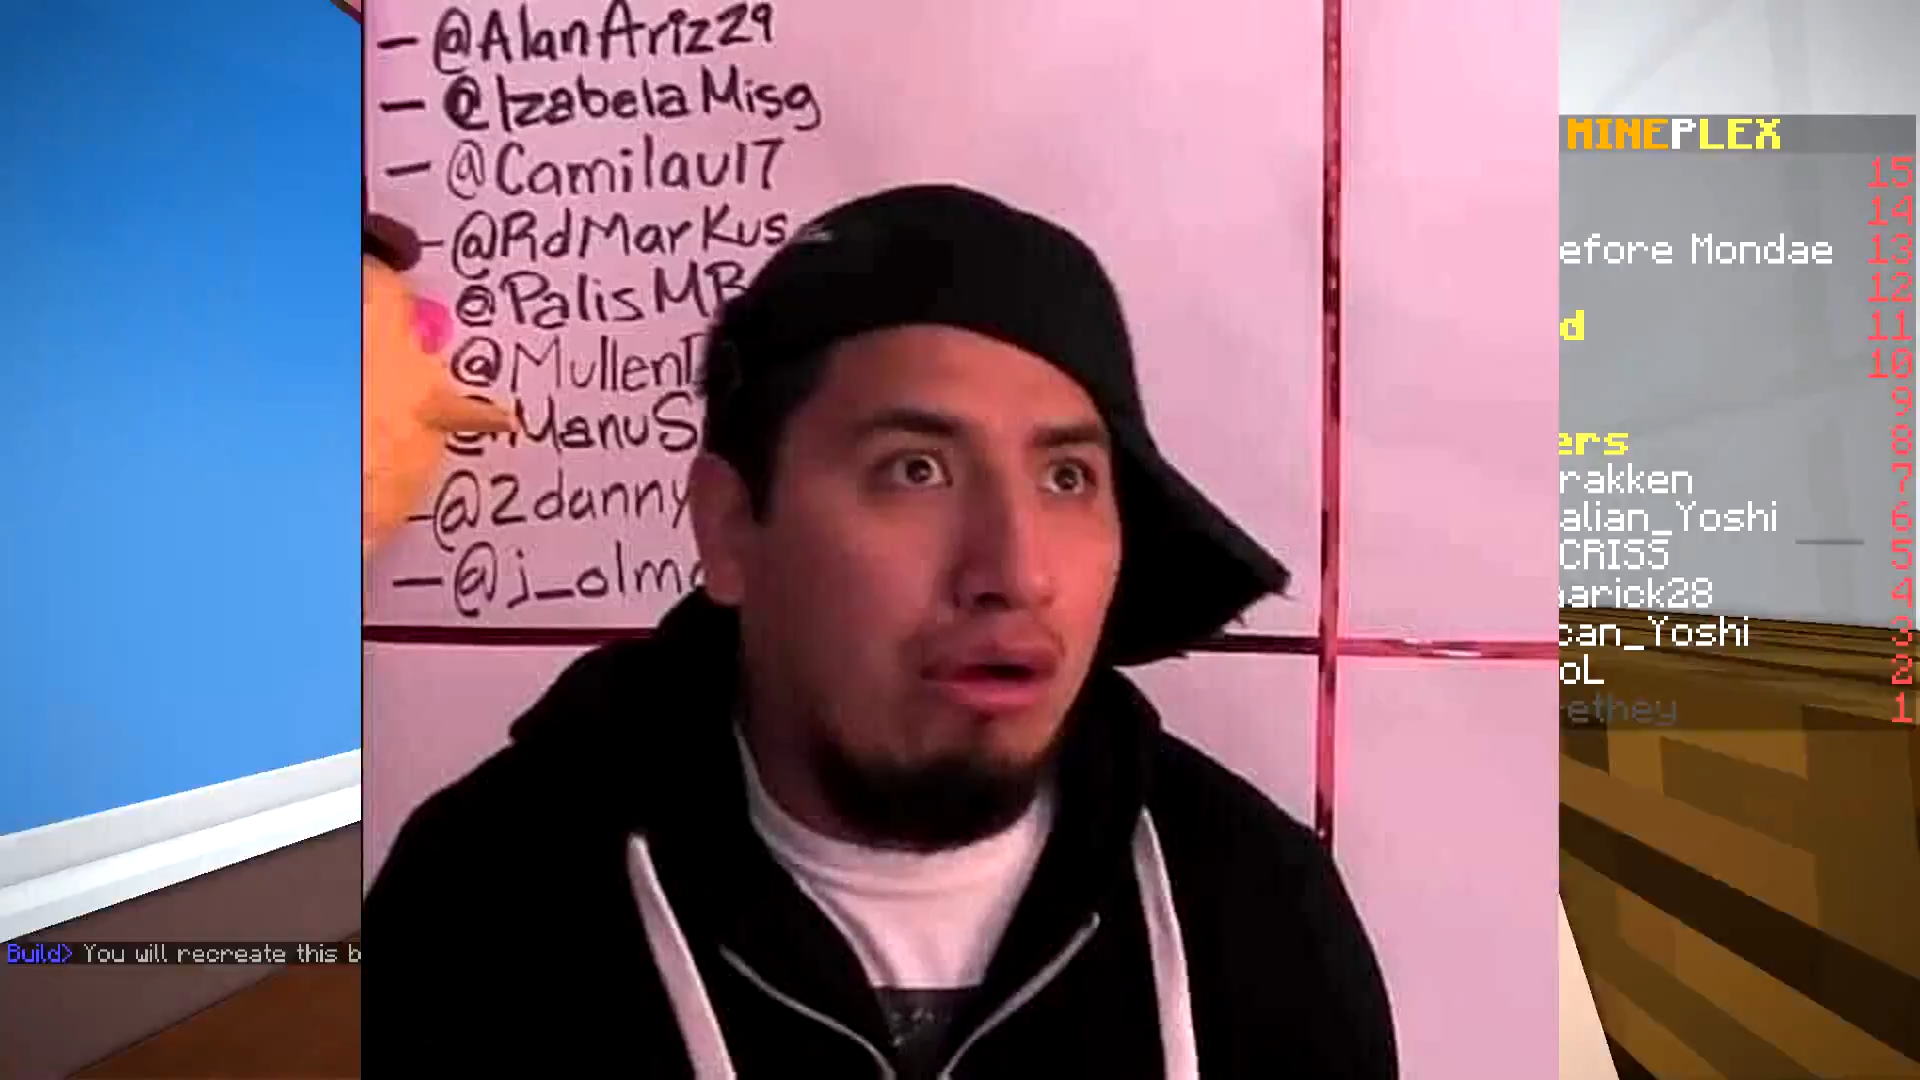 - @AlanAriz29
- @IzabelaMisg
- @Camilau17
- @RdMarkus
@PalisMB
@Mullen
@ManuS
- @2danny
- @j_olm
MINEPLEX
15
14
efore Mondae 13
12
d 11
10
9
ers 8
rakken 7
alian_Yoshi 6
CRISS 5
aarick28 4
can_Yoshi 3
oL 2
ethey 1
Build> You will recreate this b